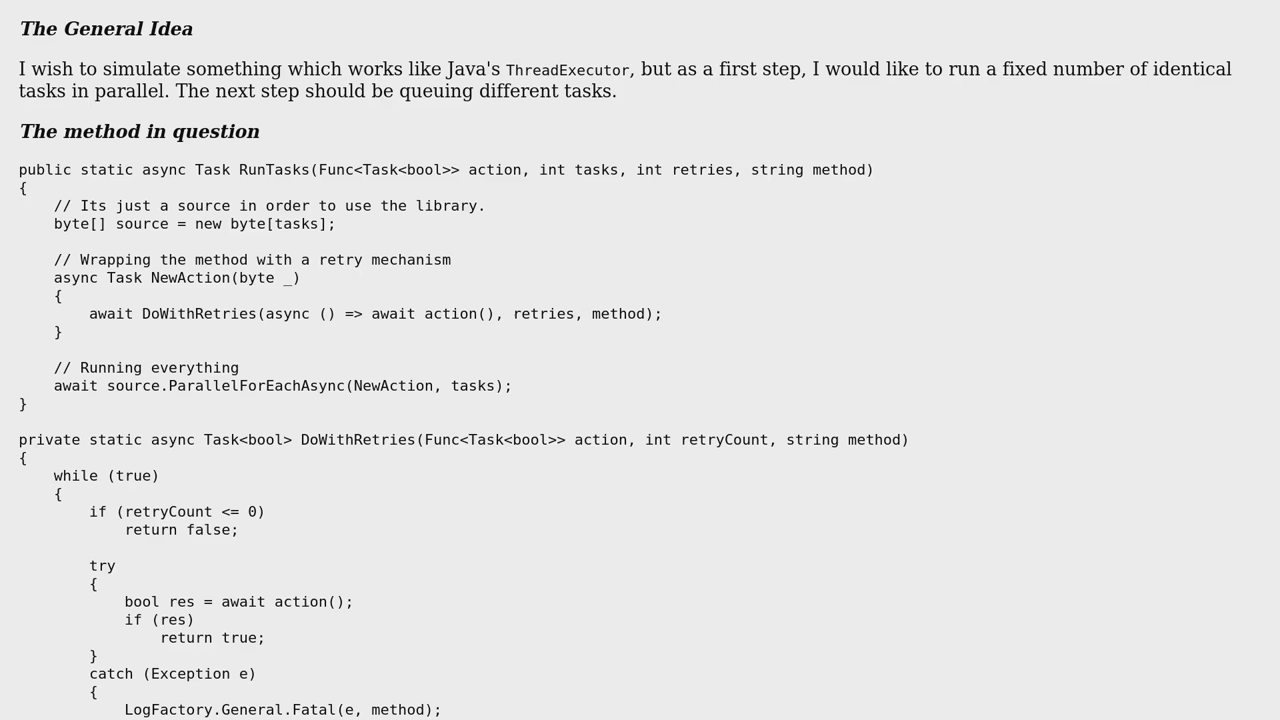 The General Idea
I wish to simulate something which works like Java's ThreadExecutor, but as a first step, I would like to run a fixed number of identical
tasks in parallel. The next step should be queuing different tasks.
The method in question
public static async Task RunTasks(Func<Task<bool>> action, int tasks, int retries, string method)
{
    // Its just a source in order to use the library.
    byte[] source = new byte[tasks];

    // Wrapping the method with a retry mechanism
    async Task NewAction(byte _)
    {
        await DoWithRetries(async () => await action(), retries, method);
    }

    // Running everything
    await source.ParallelForEachAsync(NewAction, tasks);
}

private static async Task<bool> DoWithRetries(Func<Task<bool>> action, int retryCount, string method)
{
    while (true)
    {
        if (retryCount <= 0)
            return false;

        try
        {
            bool res = await action();
            if (res)
                return true;
        }
        catch (Exception e)
        {
            LogFactory.General.Fatal(e, method);